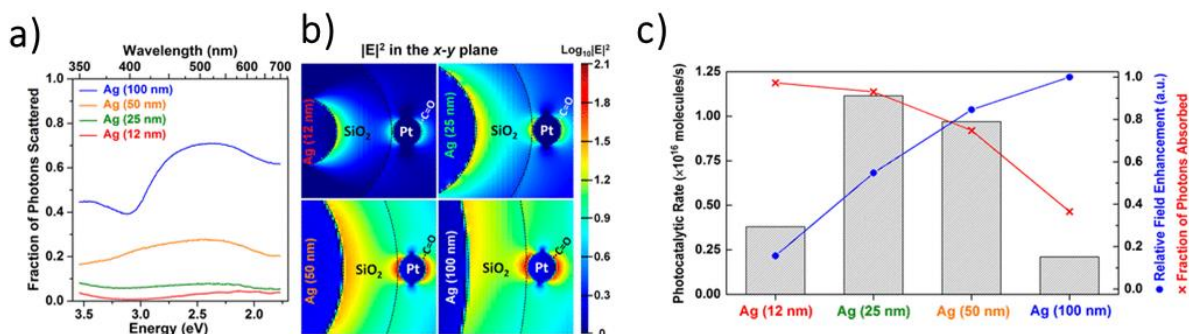 a)
Wavelength (nm)
350 400 500 600 700
Fraction of Photons Scattered
1.0
0.8
0.6
0.4
0.2
0.0
Ag (100 nm)
Ag (50 nm)
Ag (25 nm)
Ag (12 nm)
3.5 3.0 2.5 2.0
Energy (eV)
b)
|E|² in the x-y plane
Log₁₀|E|²
Ag (12 nm)
SiO₂
Pt
-C=O
Ag (25 nm)
SiO₂
Pt
-C=O
Ag (50 nm)
SiO₂
Pt
-C=O
Ag (100 nm)
SiO₂
Pt
-C=O
2.1
1.8
1.5
1.2
0.9
0.6
0.3
0
c)
Photocatalytic Rate (×10¹⁶ molecules/s)
1.25
1.00
0.75
0.50
0.25
0.00
Ag (12 nm) Ag (25 nm) Ag (50 nm) Ag (100 nm)
1.0
0.8
0.6
0.4
0.2
0.0
Relative Field Enhancement (a.u.)
Fraction of Photons Absorbed